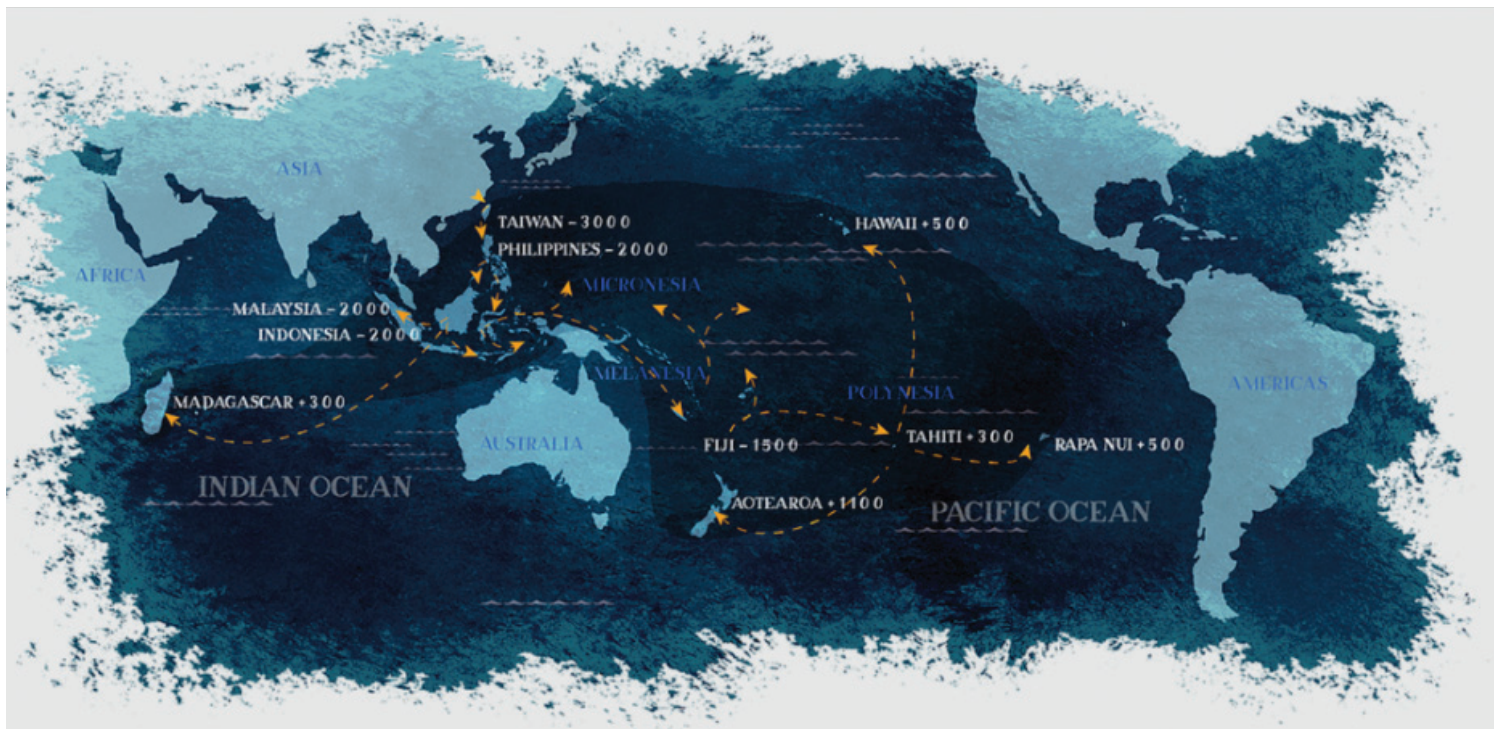 ASIA
TAIWAN – 3000
HAWAII + 500
PHILIPPINES – 2000
AFRICA
MICRONESIA
MALAYSIA – 2000
INDONESIA – 2000
MELANESIA
AMERICAS
POLYNESIA
MADAGASCAR + 300
AUSTRALIA
FIJI – 1500
TAHITI + 300
RAPA NUI + 500
INDIAN OCEAN
AOTEAROA + 1100
PACIFIC OCEAN